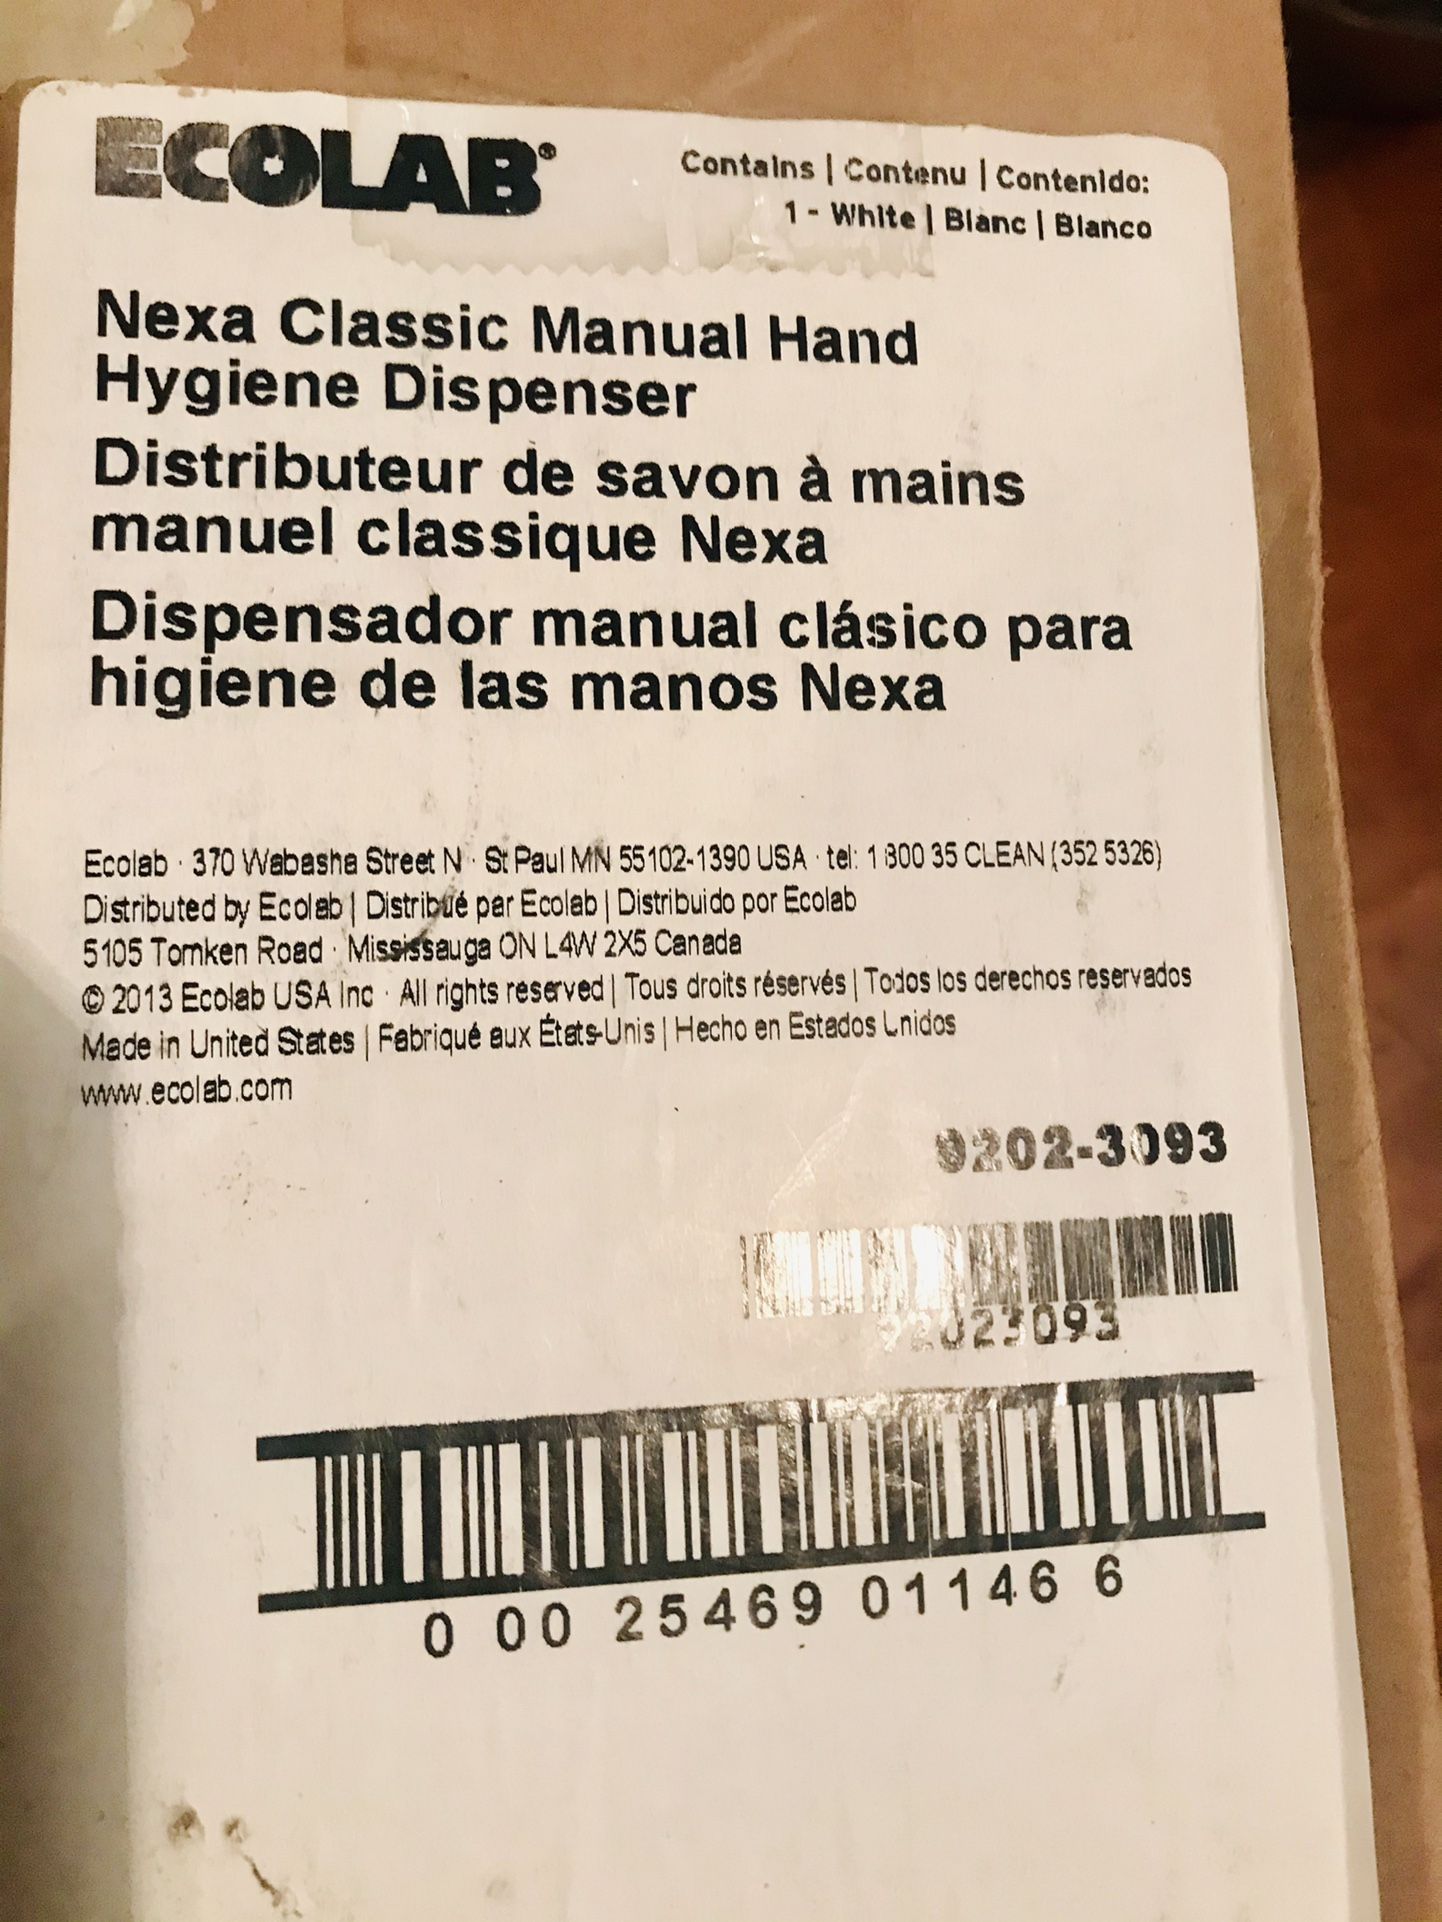 ECOLAB®
Contains | Contenu | Contenido:
1 - White | Blanc | Blanco
Nexa Classic Manual Hand
Hygiene Dispenser
Distributeur de savon à mains
manuel classique Nexa
Dispensador manual clásico para
higiene de las manos Nexa
Ecolab · 370 Wabasha Street N · St Paul MN 55102-1390 USA · tel: 1 800 35 CLEAN (352 5326)
Distributed by Ecolab | Distribué par Ecolab | Distribuido por Ecolab
5105 Tomken Road · Mississauga ON L4W 2X5 Canada
© 2013 Ecolab USA Inc · All rights reserved | Tous droits réservés | Todos los derechos reservados
Made in United States | Fabriqué aux États-Unis | Hecho en Estados Unidos
www.ecolab.com
9202-3093
92023093
0 00 25469 01146 6